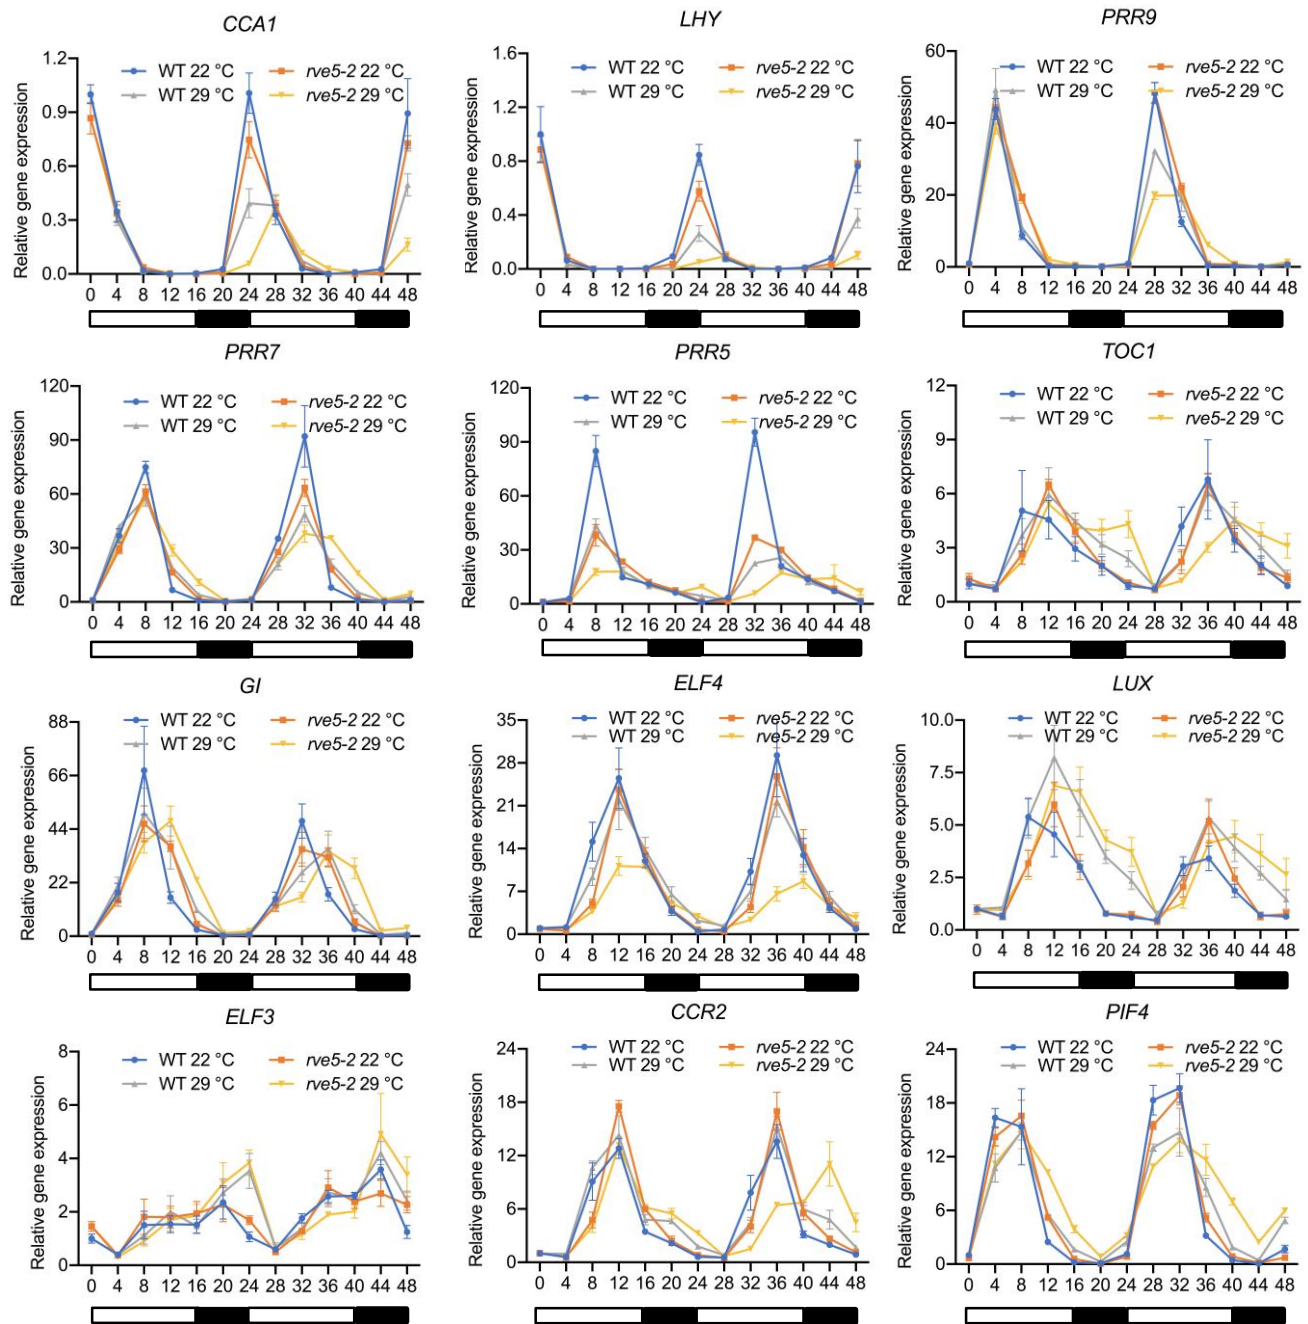 CCA1
LHY
PRR9
Relative gene expression
1.2
0.9
0.6
0.3
0.0
WT 22 °C
rve5-2 22 °C
WT 29 °C
rve5-2 29 °C
0 4 8 12 16 20 24 28 32 36 40 44 48
Relative gene expression
1.6
1.2
0.8
0.4
0.0
WT 22 °C
rve5-2 22 °C
WT 29 °C
rve5-2 29 °C
0 4 8 12 16 20 24 28 32 36 40 44 48
Relative gene expression
60
40
20
0
WT 22 °C
rve5-2 22 °C
WT 29 °C
rve5-2 29 °C
0 4 8 12 16 20 24 28 32 36 40 44 48
PRR7
PRR5
TOC1
Relative gene expression
120
90
60
30
0
WT 22 °C
rve5-2 22 °C
WT 29 °C
rve5-2 29 °C
0 4 8 12 16 20 24 28 32 36 40 44 48
Relative gene expression
120
90
60
30
0
WT 22 °C
rve5-2 22 °C
WT 29 °C
rve5-2 29 °C
0 4 8 12 16 20 24 28 32 36 40 44 48
Relative gene expression
12
9
6
3
0
WT 22 °C
rve5-2 22 °C
WT 29 °C
rve5-2 29 °C
0 4 8 12 16 20 24 28 32 36 40 44 48
GI
ELF4
LUX
Relative gene expression
88
66
44
22
0
WT 22 °C
rve5-2 22 °C
WT 29 °C
rve5-2 29 °C
0 4 8 12 16 20 24 28 32 36 40 44 48
Relative gene expression
35
28
21
14
7
0
WT 22 °C
rve5-2 22 °C
WT 29 °C
rve5-2 29 °C
0 4 8 12 16 20 24 28 32 36 40 44 48
Relative gene expression
10.0
7.5
5.0
2.5
0.0
WT 22 °C
rve5-2 22 °C
WT 29 °C
rve5-2 29 °C
0 4 8 12 16 20 24 28 32 36 40 44 48
ELF3
CCR2
PIF4
Relative gene expression
8
6
4
2
0
WT 22 °C
rve5-2 22 °C
WT 29 °C
rve5-2 29 °C
0 4 8 12 16 20 24 28 32 36 40 44 48
Relative gene expression
24
18
12
6
0
WT 22 °C
rve5-2 22 °C
WT 29 °C
rve5-2 29 °C
0 4 8 12 16 20 24 28 32 36 40 44 48
Relative gene expression
24
18
12
6
0
WT 22 °C
rve5-2 22 °C
WT 29 °C
rve5-2 29 °C
0 4 8 12 16 20 24 28 32 36 40 44 48